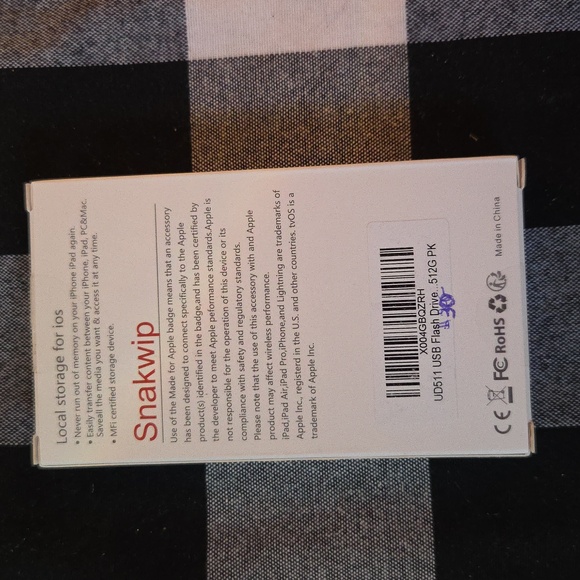 Local storage for ios
• Never run out of memory on your iPhone iPad again.
• Easily transfer content between your iPhone, iPad, PC&Mac.
Saveall the media you want & access it at any time.
• MFi certified storage device.
Snakwip
Use of the Made for Apple badge means that an accessory
has been designed to connect specifically to the Apple
product(s) identified in the badge,and has been certified by
the developer to meet Apple peformance standards.Apple is
not responsible for the operation of this device or its
compliance with safety and regulatory standards.
Please note that the use of this accessory with and Apple
product may affect wireless performance.
iPad,iPad Air,iPad Pro,iPhone,and Lightning are trademarks of
Apple Inc., registerd in the U.S. and other countries. tvOS is a
trademark of Apple Inc.
X004GBQZRH
UD511 USB Flash Drive...512G PK
CE FC RoHS
Made in China